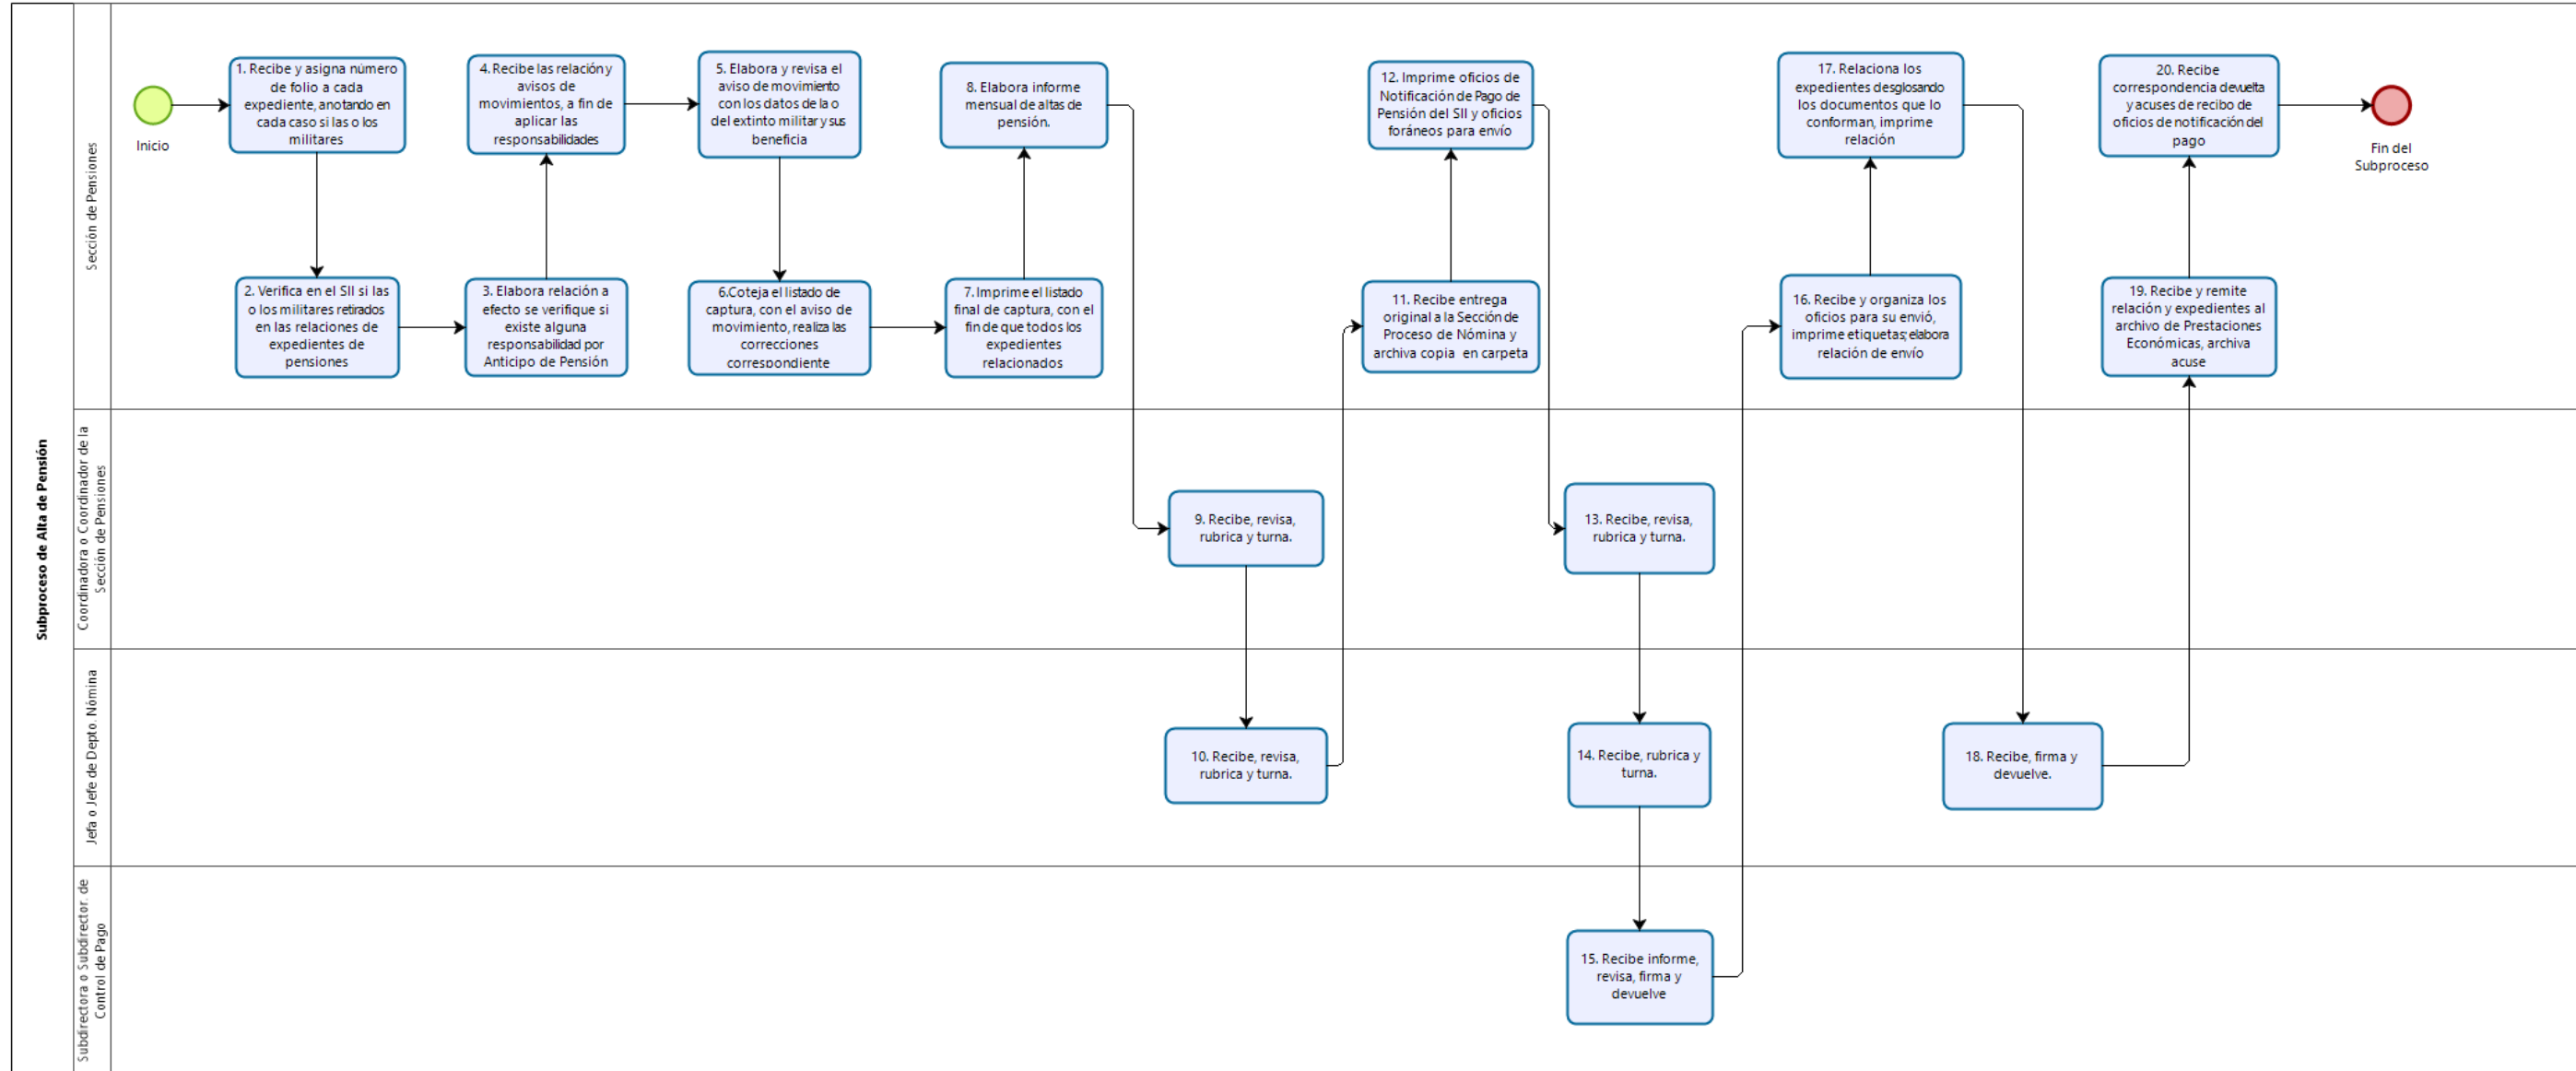 Subproceso de Alta de Pensión
Sección de Pensiones
Inicio
1. Recibe y asigna número
de folio a cada
expediente, anotando en
cada caso si las o los
militares
2. Verifica en el SII si las
o los militares retirados
en las relaciones de
expedientes de
pensiones
3. Elabora relación a
efecto se verifique si
existe alguna
responsabilidad por
Anticipo de Pensión
4. Recibe las relación y
avisos de
movimientos, a fin de
aplicar las
responsabilidades
5. Elabora y revisa el
aviso de movimiento
con los datos de la o
del extinto militar y sus
beneficia
6.Coteja el listado de
captura, con el aviso de
movimiento, realiza las
correcciones
correspondiente
7. Imprime el listado
final de captura, con el
fin de que todos los
expedientes
relacionados
8. Elabora informe
mensual de altas de
pensión.
Coordinadora o Coordinador de la
Sección de Pensiones
9. Recibe, revisa,
rubrica y turna.
Jefa o Jefe de Depto. Nómina
10. Recibe, revisa,
rubrica y turna.
11. Recibe entrega
original a la Sección de
Proceso de Nómina y
archiva copia en carpeta
12. Imprime oficios de
Notificación de Pago de
Pensión del SII y oficios
foráneos para envío
13. Recibe, revisa,
rubrica y turna.
14. Recibe, rubrica y
turna.
Subdirectora o Subdirector. de
Control de Pago
15. Recibe informe,
revisa, firma y
devuelve
16. Recibe y organiza los
oficios para su envió,
imprime etiquetas; elabora
relación de envío
17. Relaciona los
expedientes desglosando
los documentos que lo
conforman, imprime
relación
18. Recibe, firma y
devuelve.
19. Recibe y remite
relación y expedientes al
archivo de Prestaciones
Económicas, archiva
acuse
20. Recibe
correspondencia devuelta
y acuses de recibo de
oficios de notificación del
pago
Fin del
Subproceso